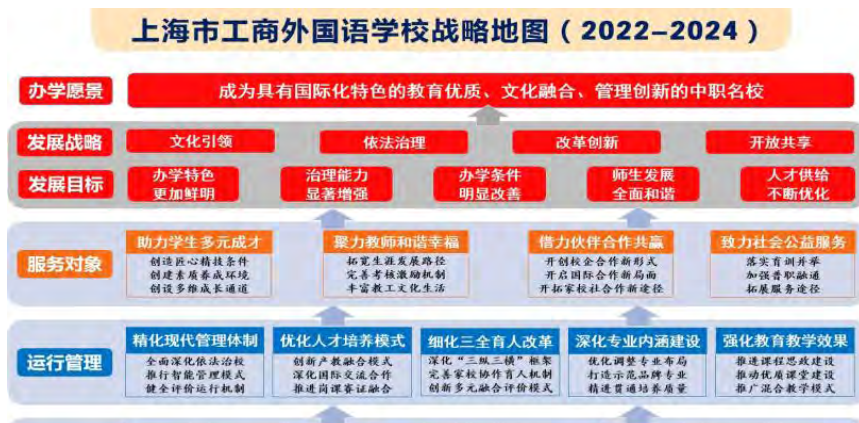 上海市工商外国语学校战略地图（2022-2024）
办学愿景
成为具有国际化特色的教育优质、文化融合、管理创新的中职名校
发展战略
文化引领
依法治理
改革创新
开放共享
发展目标
办学特色
更加鲜明
治理能力
显著增强
办学条件
明显改善
师生发展
全面和谐
人才供给
不断优化
服务对象
助力学生多元成才
创造匠心精技条件
创建素质养成环境
创设多维成长通道
聚力教师和谐幸福
拓宽生涯发展路径
完善考核激励机制
丰富教工文化生活
借力伙伴合作共赢
开创校企合作新形式
开启国际合作新局面
开拓家校社合作新途径
致力社会公益服务
落实育训并举
加强普职融通
拓展服务途径
运行管理
精化现代管理体制
全面深化依法治校
推行智能管理模式
健全评价运行机制
优化人才培养模式
创新产教融合模式
深化国际交流合作
推进岗课赛证融合
细化三全育人改革
深化“三纵三横”框架
完善家校协作育人机制
创新多元融合评价模式
深化专业内涵建设
优化调整专业布局
打造示范品牌专业
精进贯通培养质量
强化教育教学效果
推进课程思政建设
推动优质课堂建设
推广混合教学模式